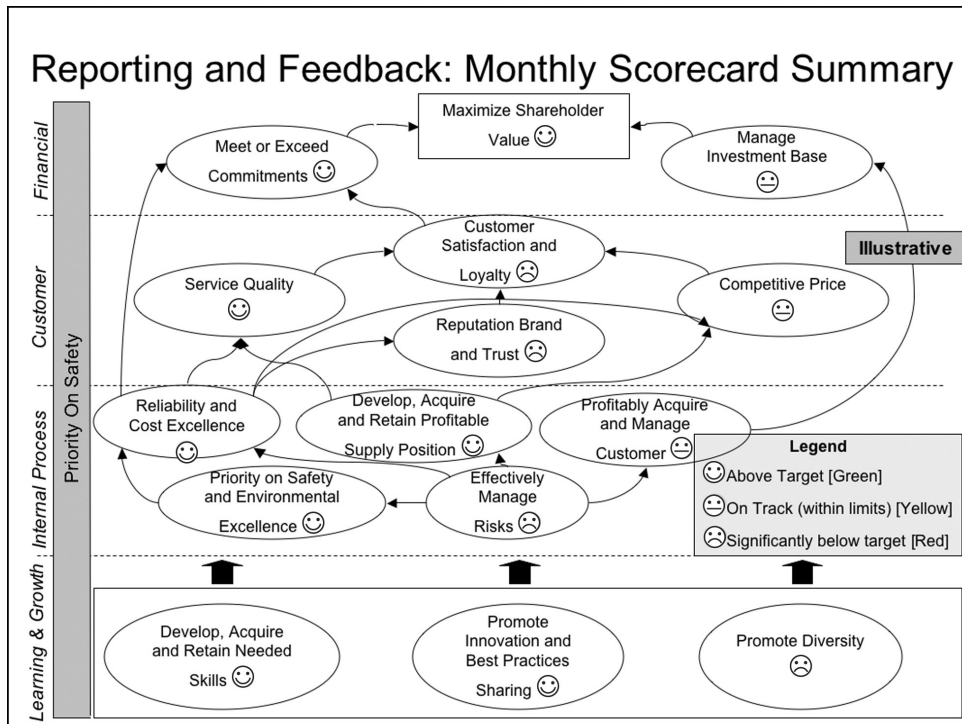 Reporting and Feedback: Monthly Scorecard Summary
Priority On Safety
Financial
Maximize Shareholder
Value
Meet or Exceed
Commitments
Manage
Investment Base
Customer
Customer
Satisfaction and
Loyalty
Illustrative
Service Quality
Competitive Price
Reputation Brand
and Trust
Internal Process
Reliability and
Cost Excellence
Develop, Acquire
and Retain Profitable
Supply Position
Profitably Acquire
and Manage
Customer
Priority on Safety
and Environmental
Excellence
Effectively
Manage
Risks
Legend
Above Target [Green]
On Track (within limits) [Yellow]
Significantly below target [Red]
Learning & Growth
Develop, Acquire
and Retain Needed
Skills
Promote
Innovation and
Best Practices
Sharing
Promote Diversity